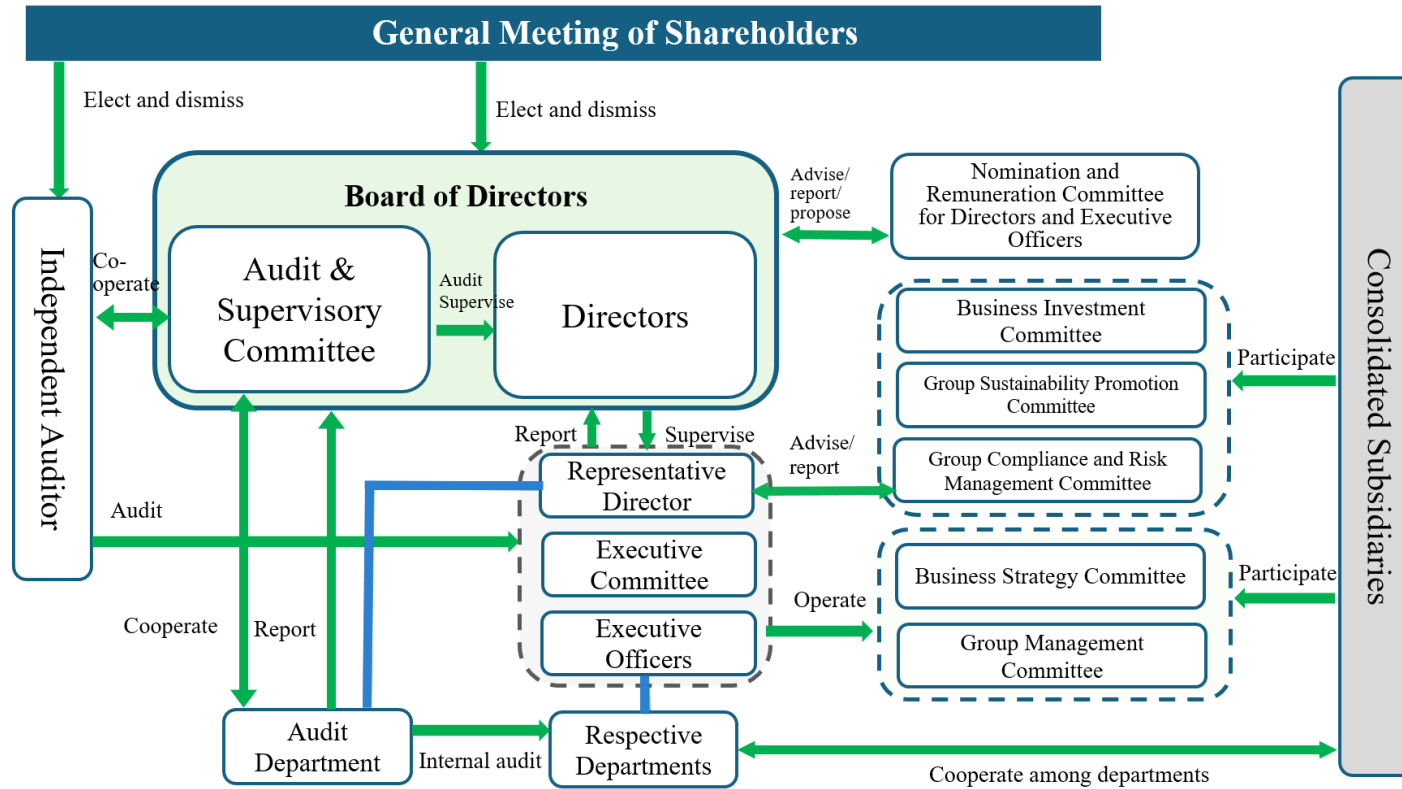 General Meeting of Shareholders
Elect and dismiss
Elect and dismiss
Board of Directors
Advise/
report/
propose
Nomination and
Remuneration Committee
for Directors and Executive
Officers
Independent Auditor
Co-
operate
Audit &
Supervisory
Committee
Audit
Supervise
Directors
Consolidated Subsidiaries
Business Investment
Committee
Participate
Group Sustainability Promotion
Committee
Report
Supervise
Advise/
report
Group Compliance and Risk
Management Committee
Representative
Director
Audit
Executive
Committee
Business Strategy Committee
Participate
Operate
Cooperate
Report
Executive
Officers
Group Management
Committee
Audit
Department
Internal audit
Respective
Departments
Cooperate among departments